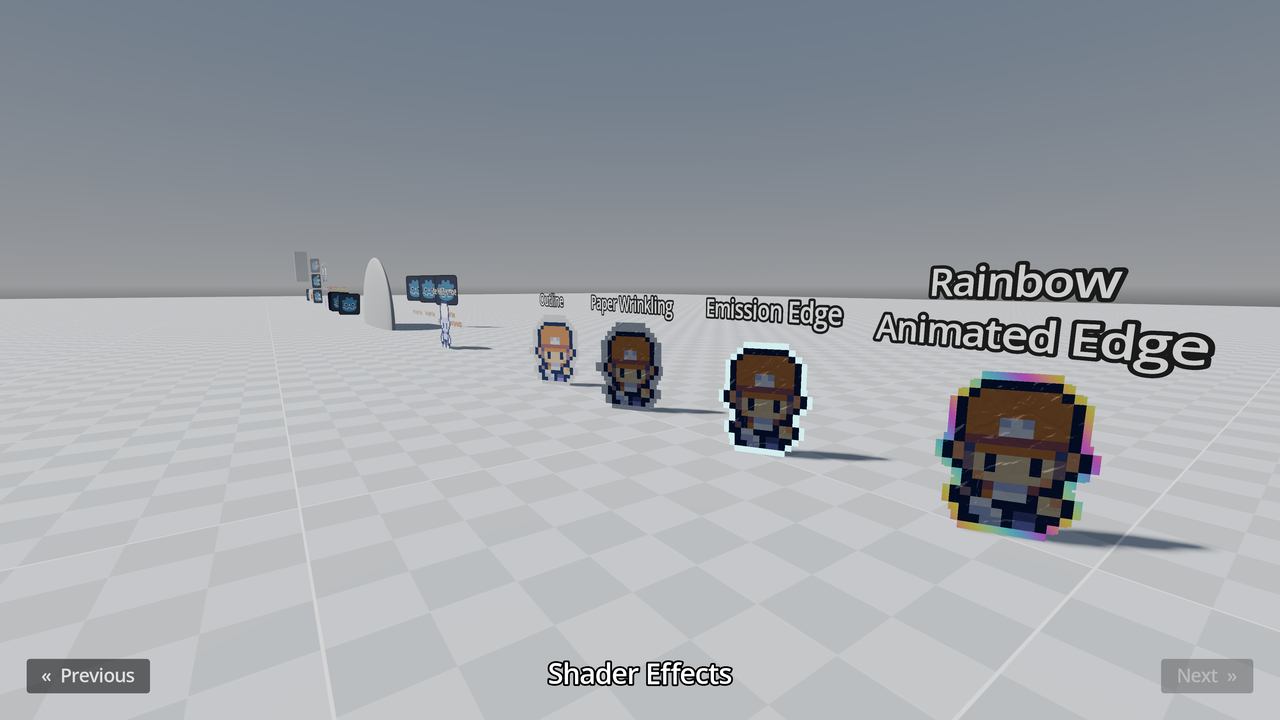 Rainbow
Animated Edge
Emission Edge
Paper Wrinkling
Outline
Shader Effects
« Previous
Next »